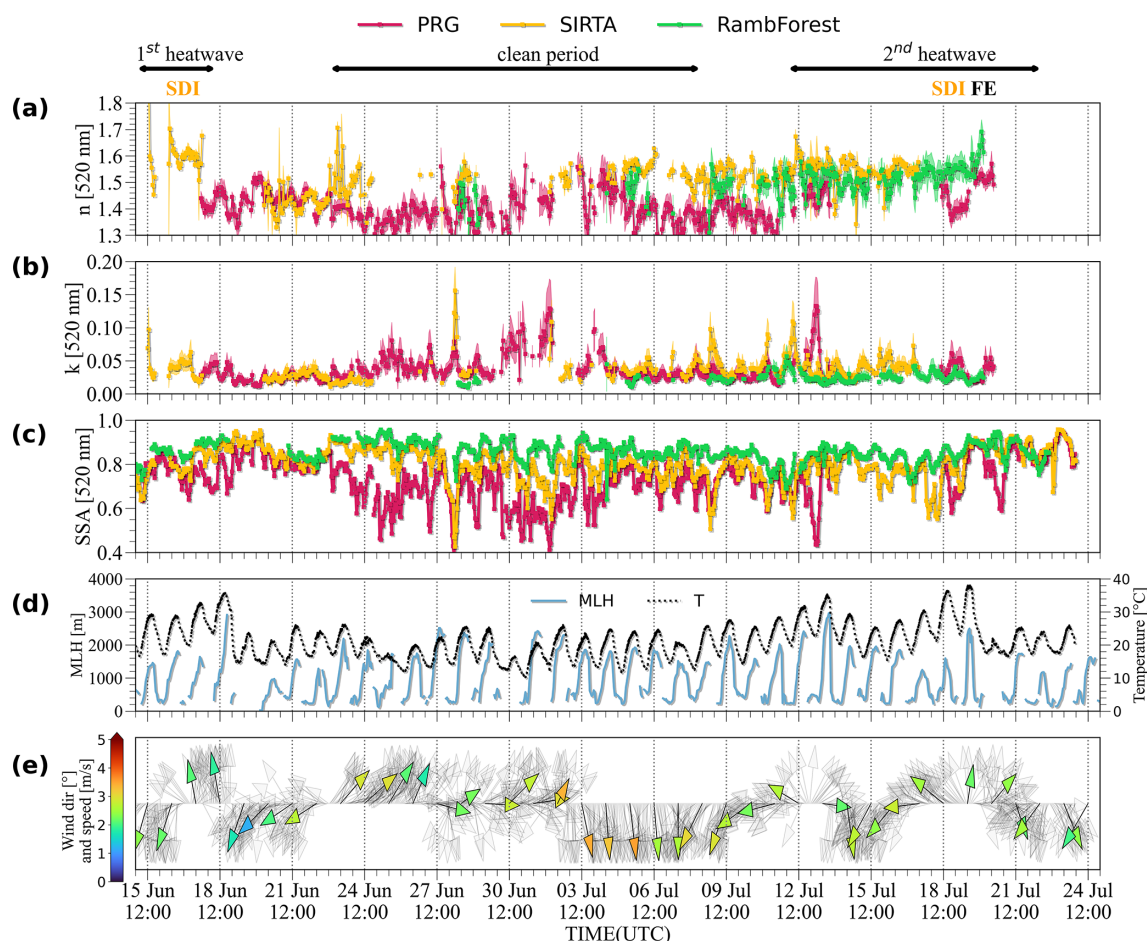 PRG SIRTA RambForest
1st heatwave clean period 2nd heatwave
SDI SDI FE
(a)
n [520 nm]
1.8
1.7
1.6
1.5
1.4
1.3
(b)
k [520 nm]
0.20
0.15
0.10
0.05
0.00
(c)
SSA [520 nm]
1.0
0.8
0.6
0.4
(d)
MLH [m]
4000
3000
2000
1000
0
MLH T
40
30
20
10
0
Temperature [°C]
(e)
Wind dir [°]
and speed [m/s]
5
4
3
2
1
0
15 Jun 18 Jun 21 Jun 24 Jun 27 Jun 30 Jun 03 Jul 06 Jul 09 Jul 12 Jul 15 Jul 18 Jul 21 Jul 24 Jul
12:00 12:00 12:00 12:00 12:00 12:00 12:00 12:00 12:00 12:00 12:00 12:00 12:00 12:00
TIME(UTC)